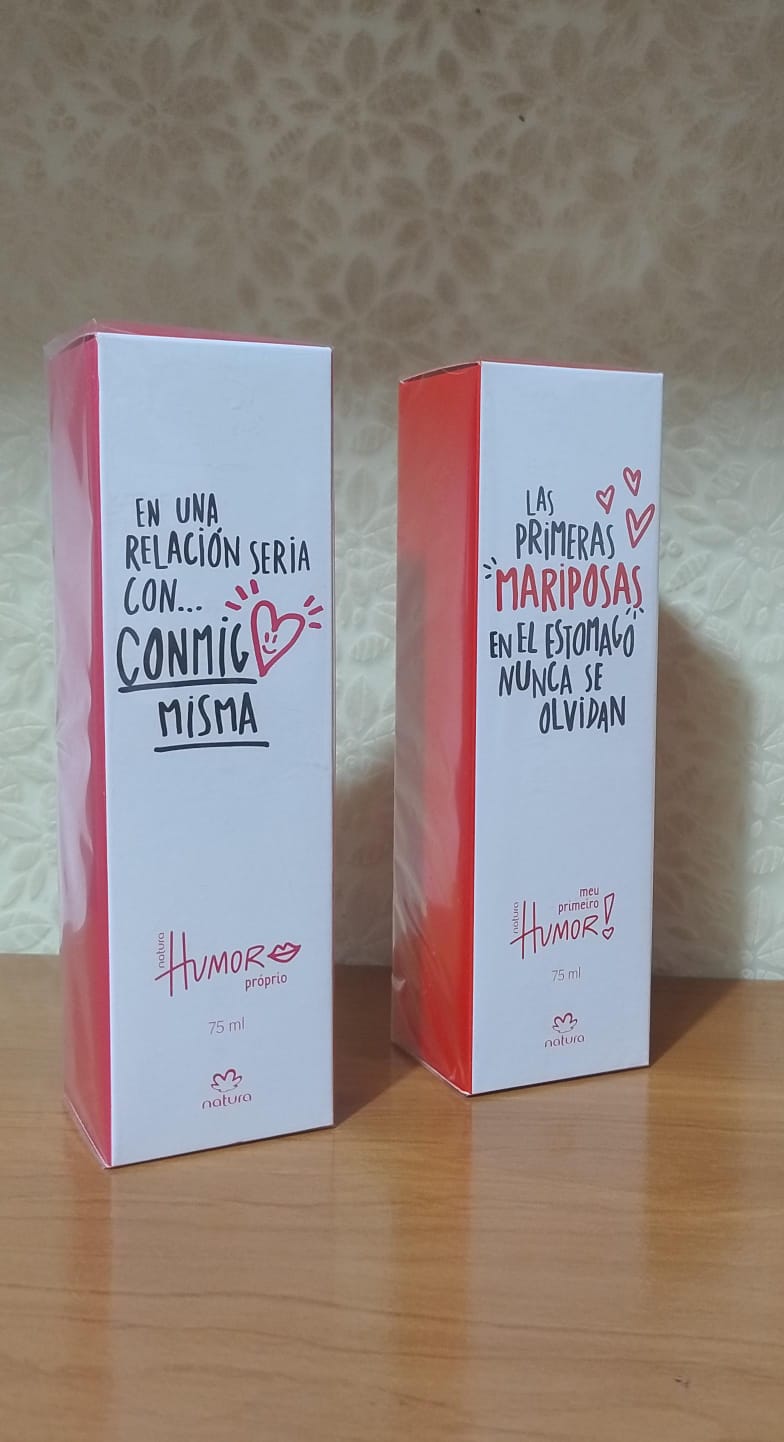 EN UNA
RELACIÓN SERIA
CON...
CONMIG
MISMA
natura
HUMOR
próprio
75 ml
natura
LAS
PRIMERAS
MARIPOSAS
EN EL ESTOMAGO
NUNCA SE
OLVIDAN
meu
primeiro
natura
HUMOR!
75 ml
natura